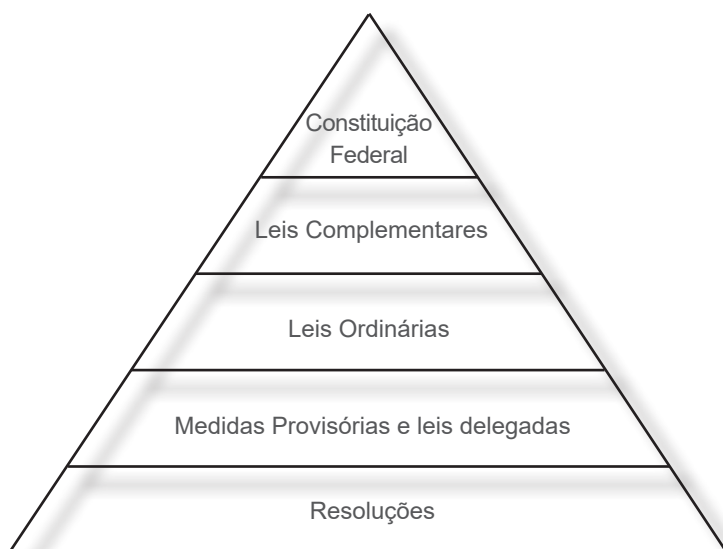 Constituição
Federal
Leis Complementares
Leis Ordinárias
Medidas Provisórias e leis delegadas
Resoluções